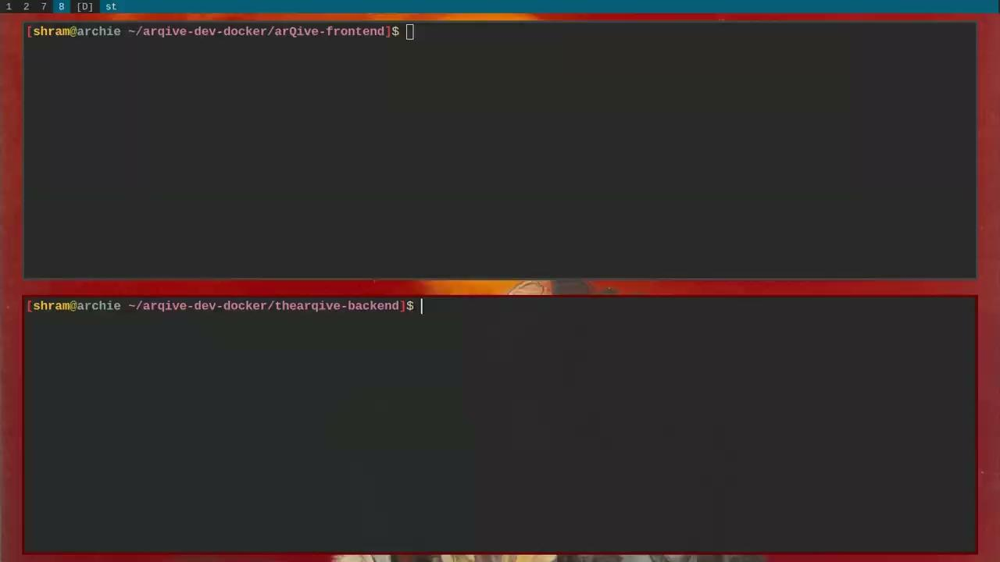 1 2 7 8 [D] st
[shram@archie ~/arqive-dev-docker/arQive-frontend]$
[shram@archie ~/arqive-dev-docker/thearqive-backend]$